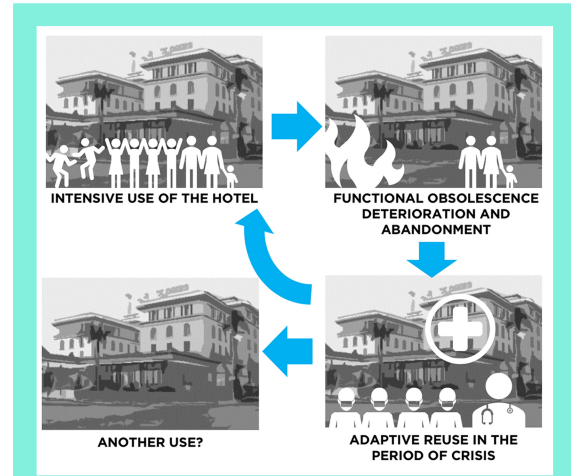 INTENSIVE USE OF THE HOTEL
FUNCTIONAL OBSOLESCENCE
DETERIORATION AND
ABANDONMENT
ANOTHER USE?
ADAPTIVE REUSE IN THE
PERIOD OF CRISIS